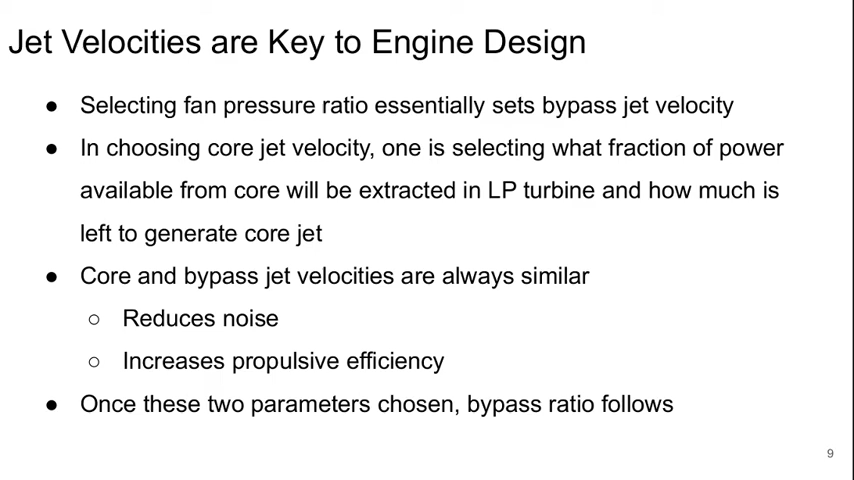 Jet Velocities are Key to Engine Design
● Selecting fan pressure ratio essentially sets bypass jet velocity
● In choosing core jet velocity, one is selecting what fraction of power
available from core will be extracted in LP turbine and how much is
left to generate core jet
● Core and bypass jet velocities are always similar
○ Reduces noise
○ Increases propulsive efficiency
● Once these two parameters chosen, bypass ratio follows
9